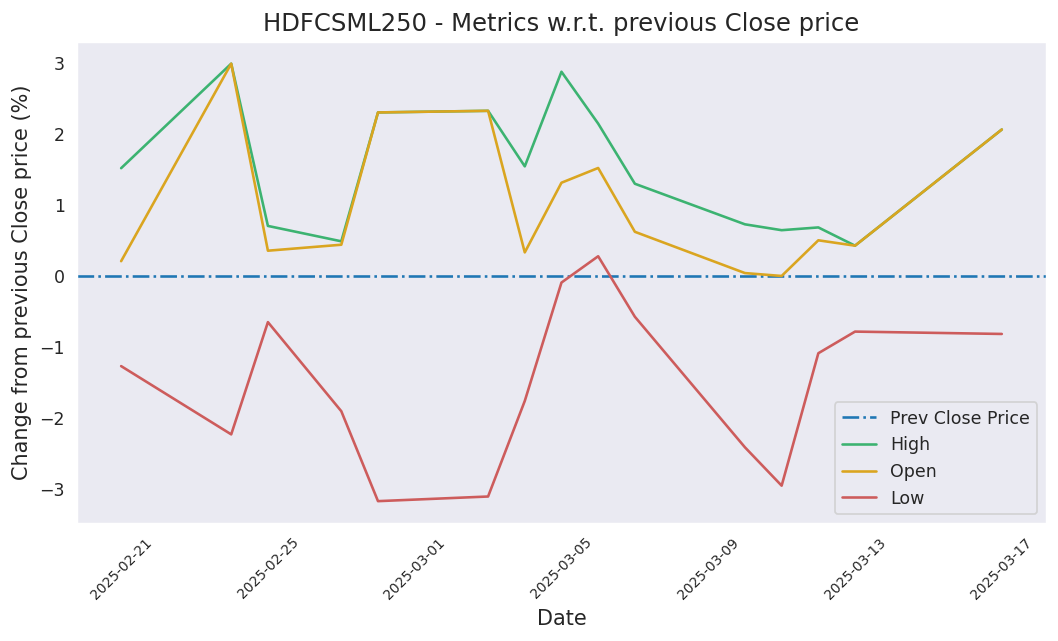 HDFCSML250 - Metrics w.r.t. previous Close price
Change from previous Close price (%)
3
2
1
0
−1
−2
−3
Prev Close Price
High
Open
Low
2025-02-21
2025-02-25
2025-03-01
2025-03-05
2025-03-09
2025-03-13
2025-03-17
Date